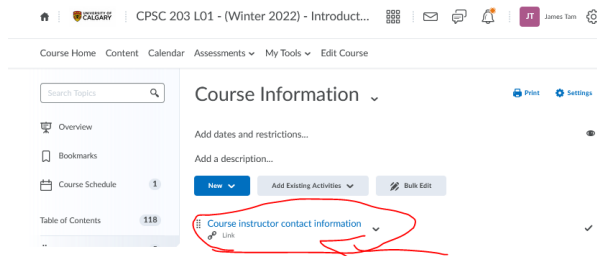 UNIVERSITY OF
CALGARY
CPSC 203 L01 - (Winter 2022) - Introduct...
JT
James Tam
Course Home Content Calendar Assessments My Tools Edit Course
Search Topics
Course Information
Print
Settings
Overview
Add dates and restrictions...
Bookmarks
Add a description...
Course Schedule 1
New
Add Existing Activities
Bulk Edit
Table of Contents 118
Course instructor contact information
Link